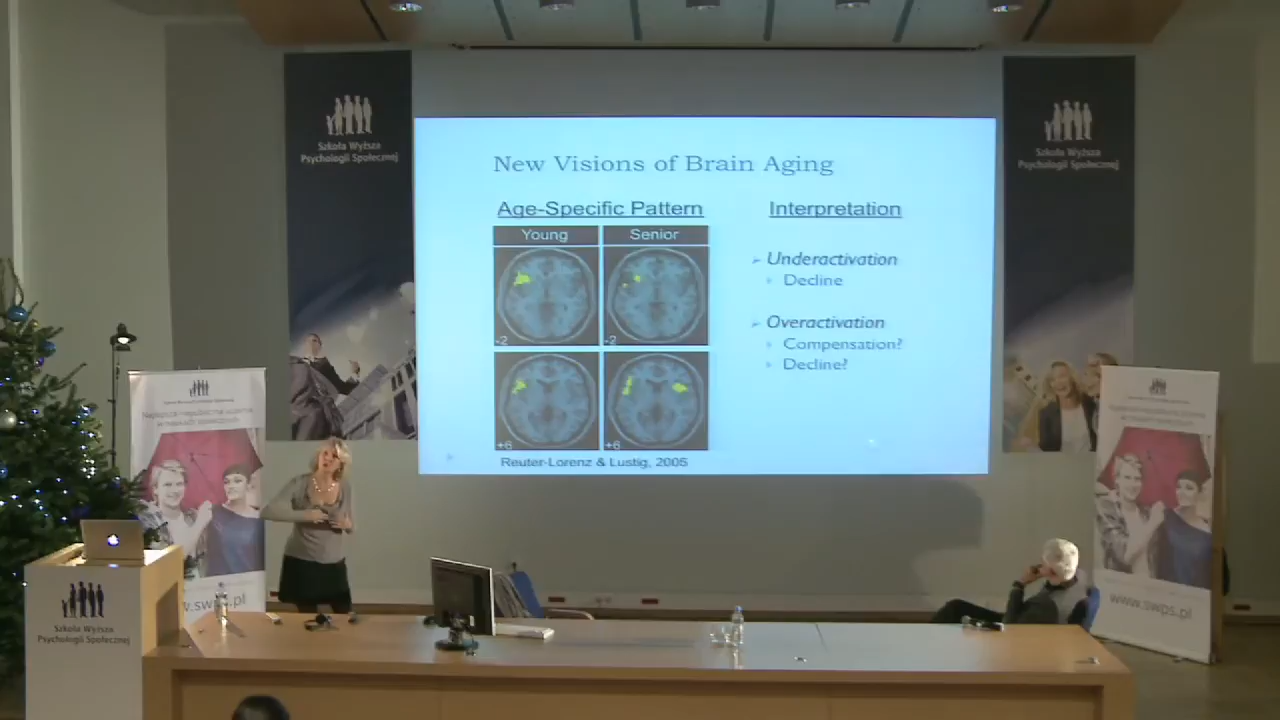 Szkoła Wyższa
Psychologii Społecznej
Szkoła Wyższa
Psychologii Społecznej
New Visions of Brain Aging
Age-Specific Pattern
Interpretation
Young
Senior
Underactivation
Decline
Overactivation
Compensation?
Decline?
-2
-2
+6
+6
Reuter-Lorenz & Lustig, 2005
w.swps.pl
www.swps.pl
Szkoła Wyższa
Psychologii Społecznej